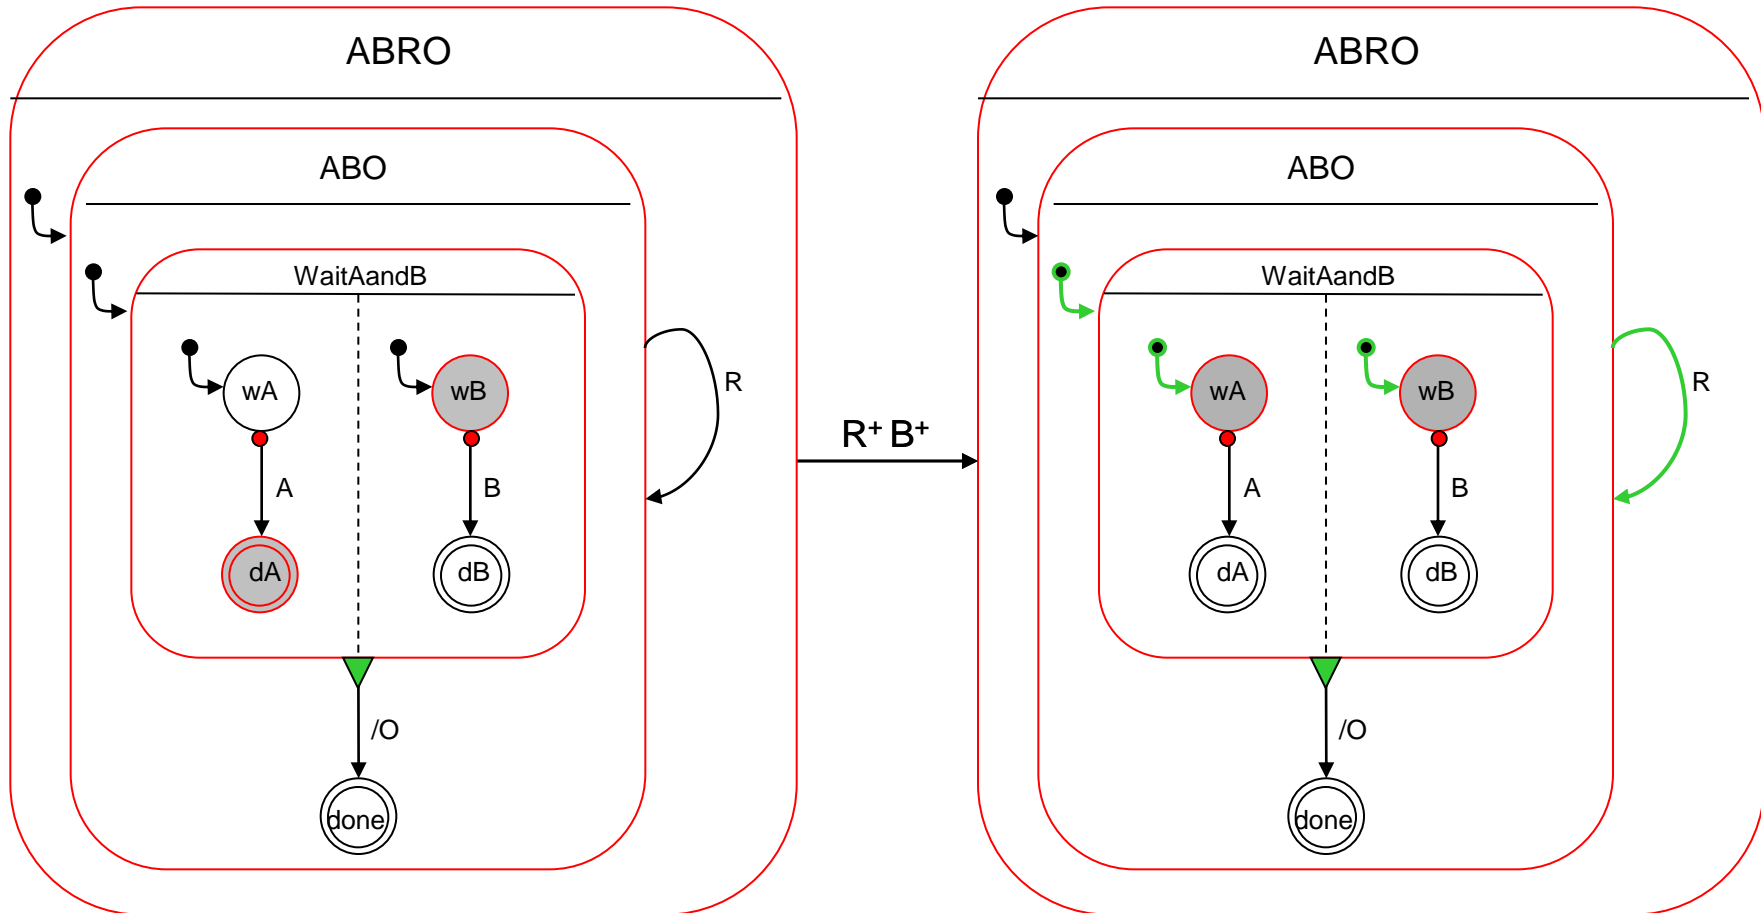 ABRO
ABO
WaitAandB
wA
wB
R
A
B
dA
dB
/O
done
R+ B+
ABRO
ABO
WaitAandB
wA
wB
R
A
B
dA
dB
/O
done